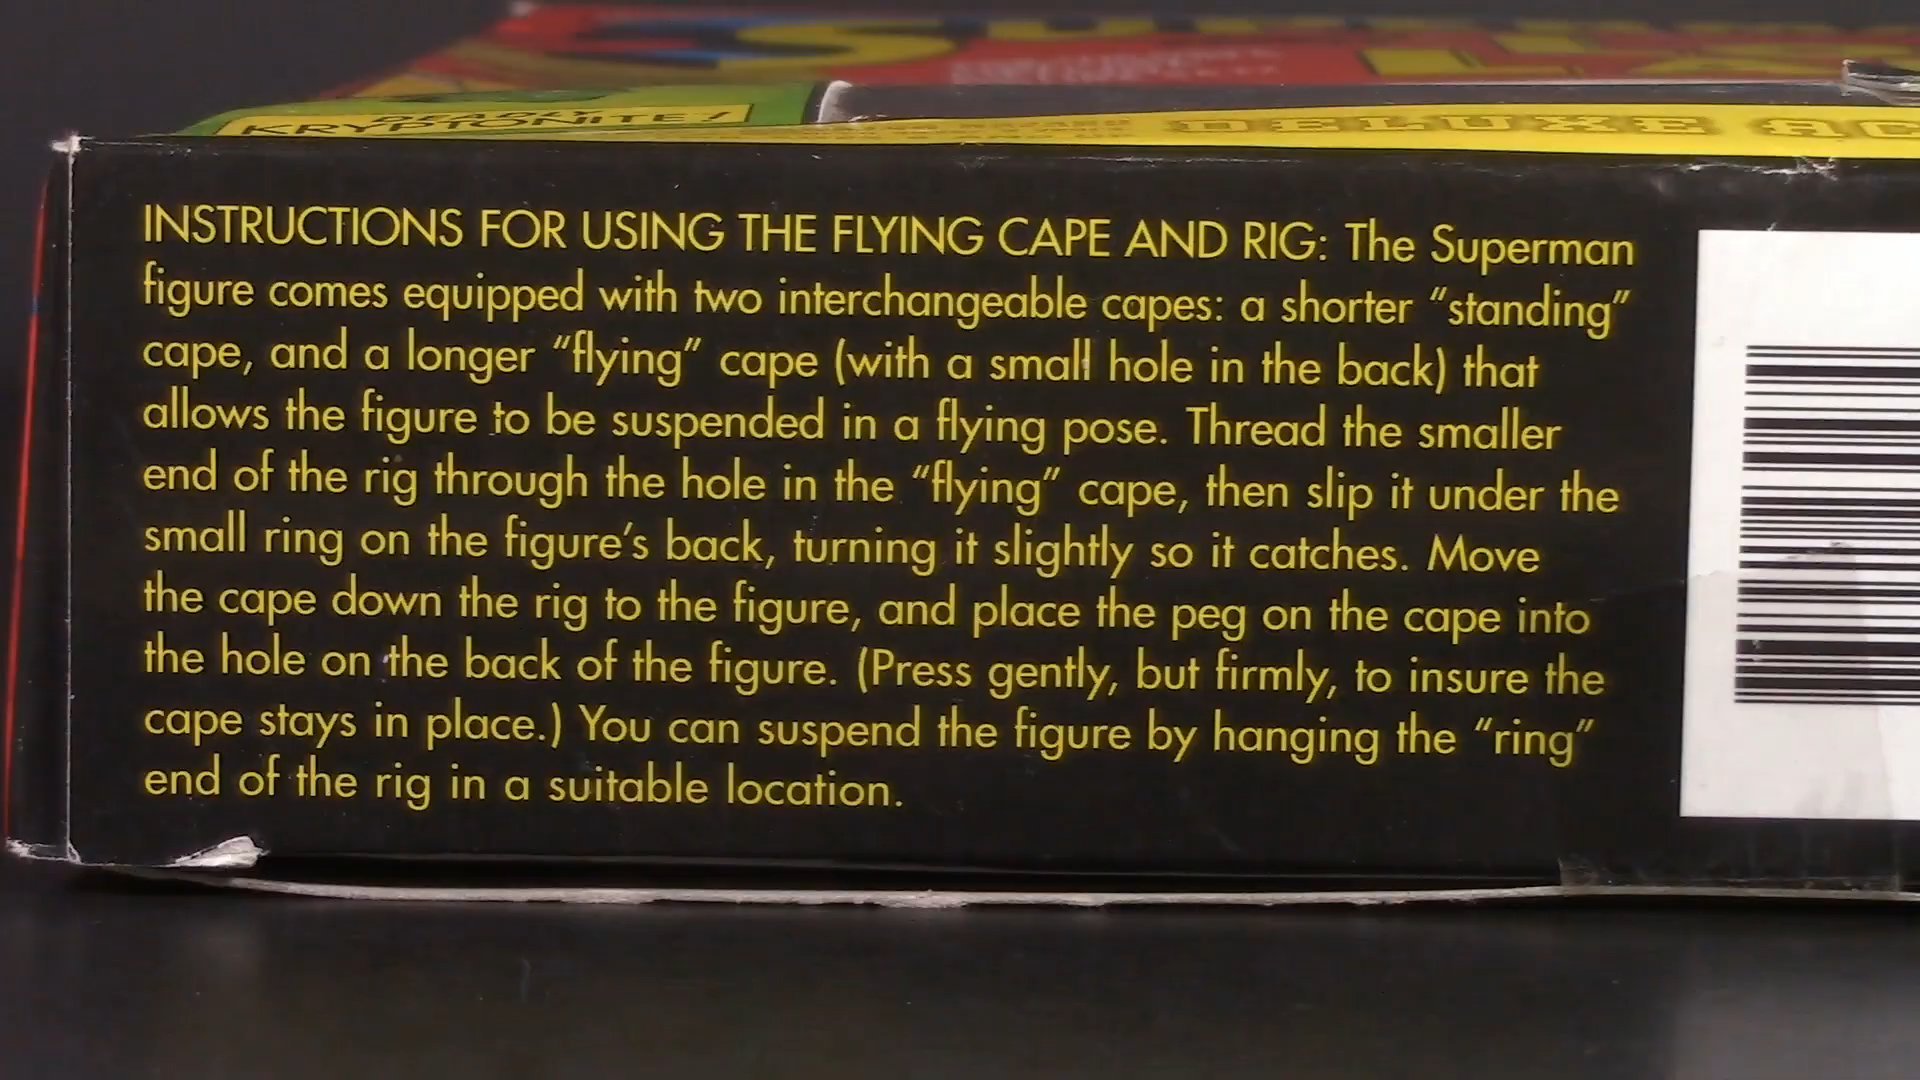 DEADLY
KRYPTONITE!
DELUXE AC
INSTRUCTIONS FOR USING THE FLYING CAPE AND RIG: The Superman
figure comes equipped with two interchangeable capes: a shorter “standing”
cape, and a longer “flying” cape (with a small hole in the back) that
allows the figure to be suspended in a flying pose. Thread the smaller
end of the rig through the hole in the “flying” cape, then slip it under the
small ring on the figure’s back, turning it slightly so it catches. Move
the cape down the rig to the figure, and place the peg on the cape into
the hole on the back of the figure. (Press gently, but firmly, to insure the
cape stays in place.) You can suspend the figure by hanging the “ring”
end of the rig in a suitable location.